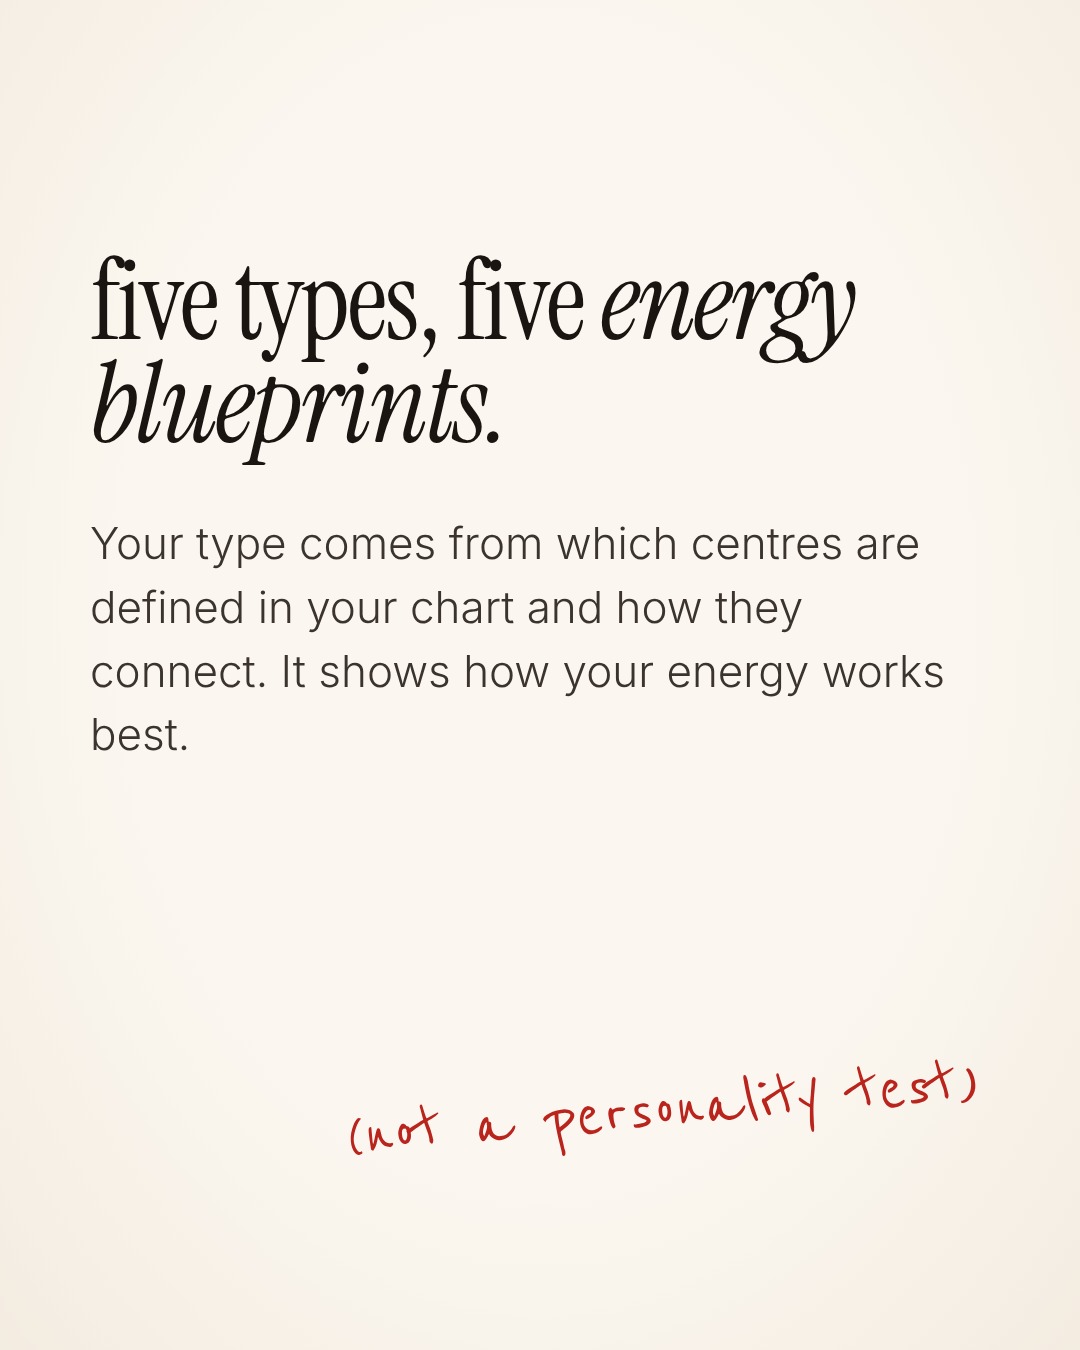 five types, five energy
blueprints.
Your type comes from which centres are
defined in your chart and how they
connect. It shows how your energy works
best.
(not a personality test)